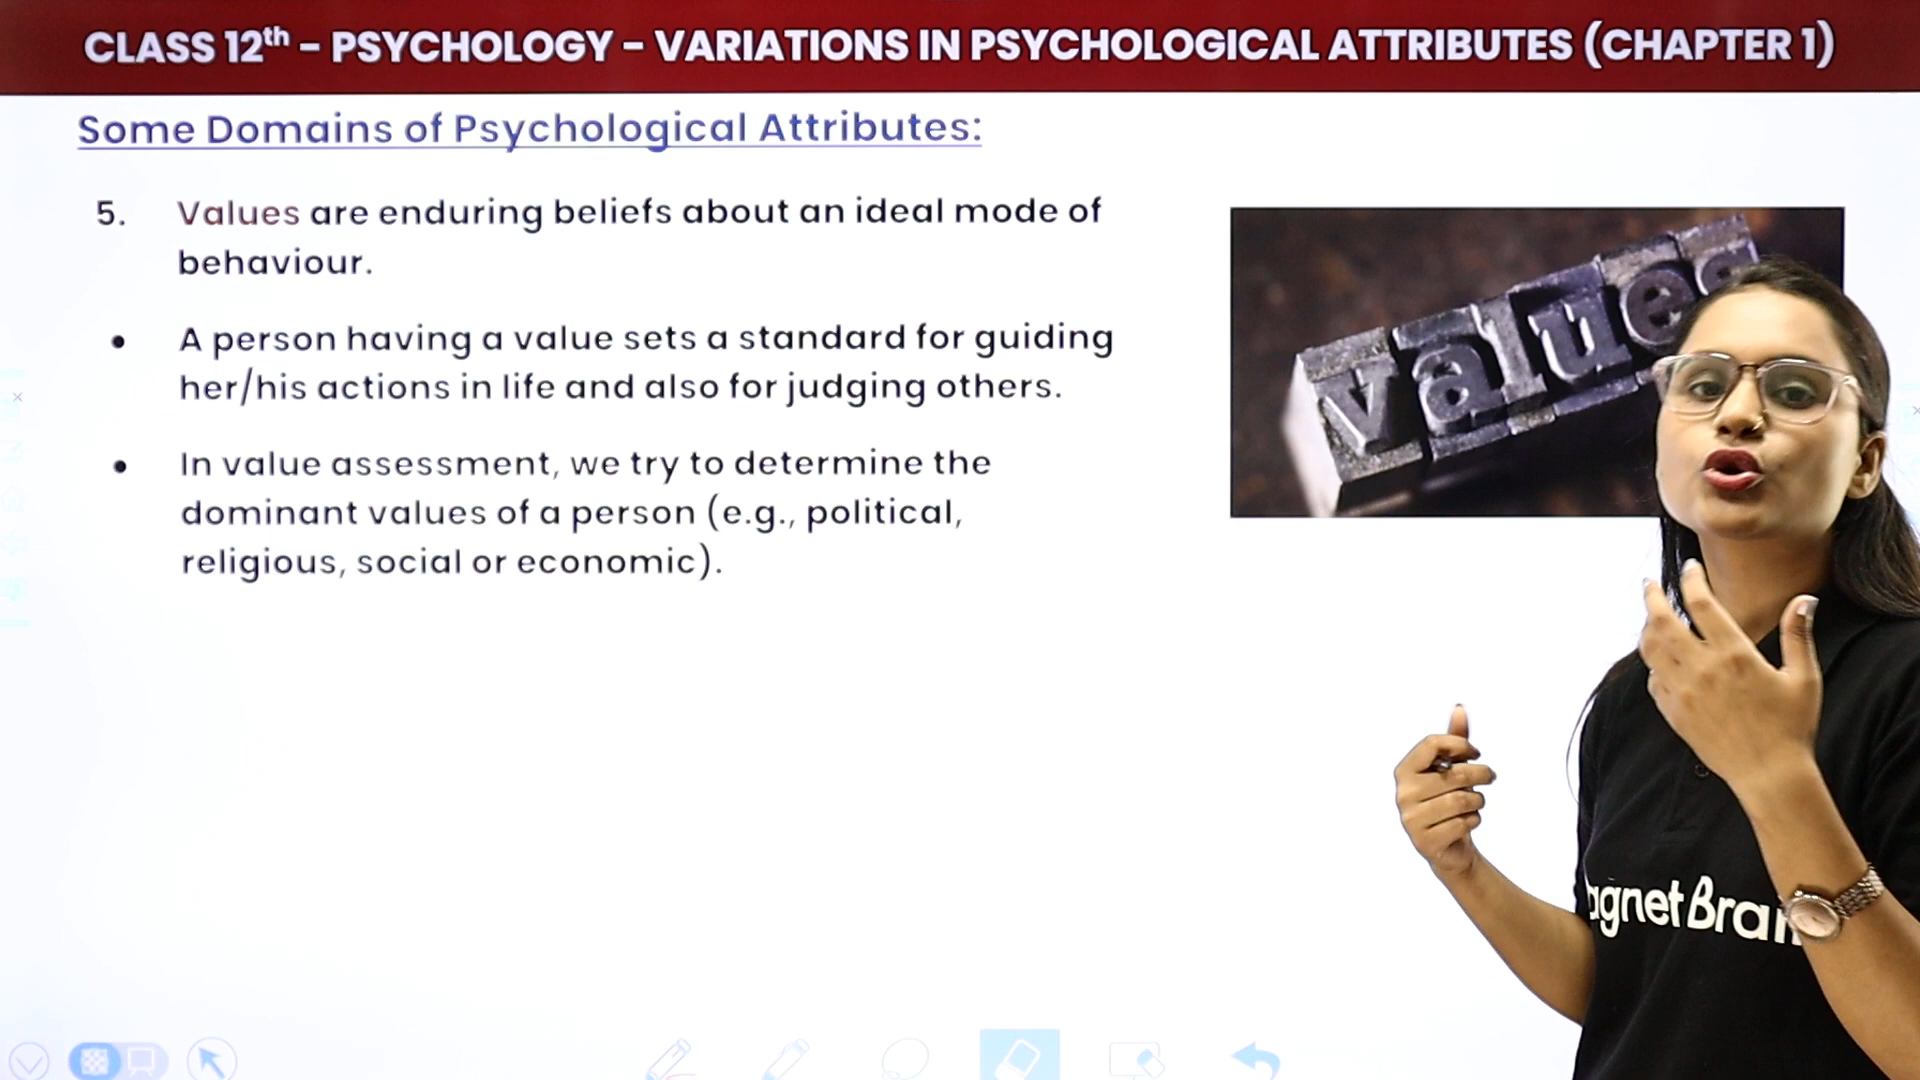 CLASS 12th – PSYCHOLOGY – VARIATIONS IN PSYCHOLOGICAL ATTRIBUTES (CHAPTER 1)
Some Domains of Psychological Attributes:
5. Values are enduring beliefs about an ideal mode of
behaviour.
• A person having a value sets a standard for guiding
her/his actions in life and also for judging others.
• In value assessment, we try to determine the
dominant values of a person (e.g., political,
religious, social or economic).
values
agnetBrai